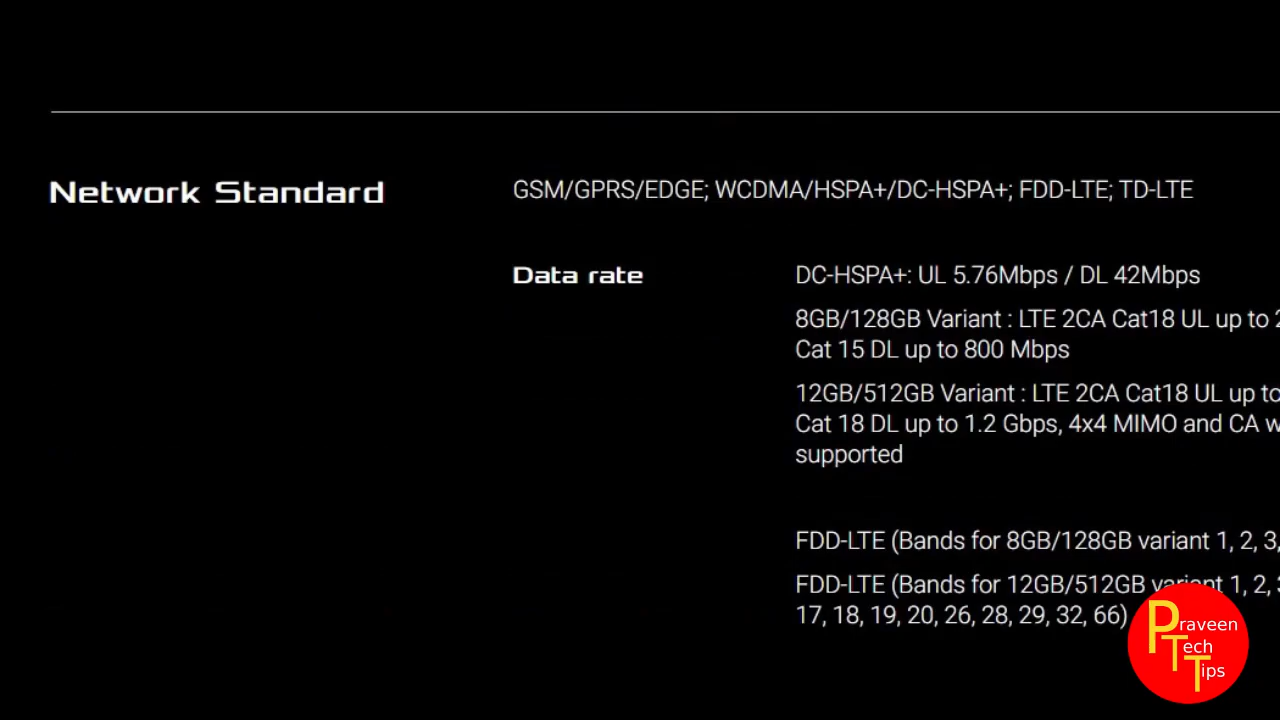 Network Standard
GSM/GPRS/EDGE; WCDMA/HSPA+/DC-HSPA+; FDD-LTE; TD-LTE
Data rate
DC-HSPA+: UL 5.76Mbps / DL 42Mbps
8GB/128GB Variant : LTE 2CA Cat18 UL up to
Cat 15 DL up to 800 Mbps
12GB/512GB Variant : LTE 2CA Cat18 UL up to
Cat 18 DL up to 1.2 Gbps, 4x4 MIMO and CA
supported
FDD-LTE (Bands for 8GB/128GB variant 1, 2, 3,
FDD-LTE (Bands for 12GB/512GB variant 1, 2,
17, 18, 19, 20, 26, 28, 29, 32, 66)
Praveen
Tech
Tips